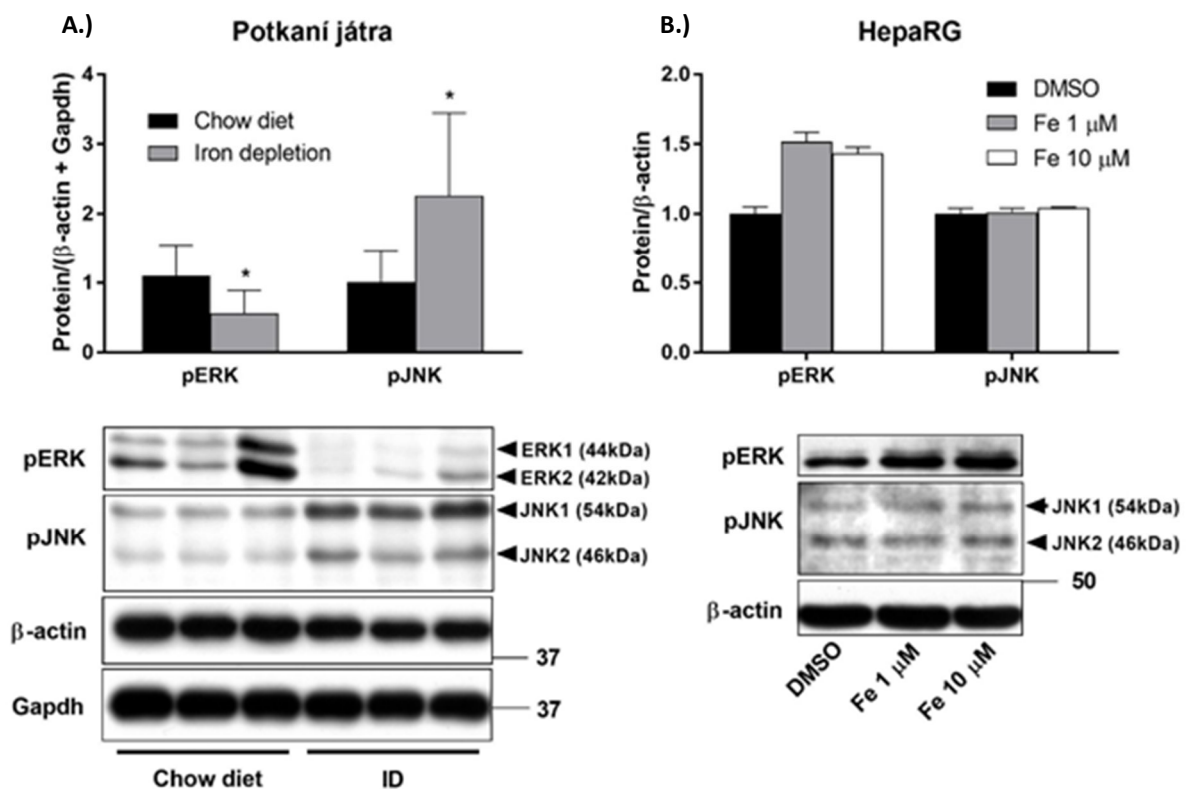 A.)
Potkaní játra
Protein/(β-actin + Gapdh)
4
3
2
1
0
*
*
Chow diet
Iron depletion
pERK
pJNK
pERK
ERK1 (44kDa)
ERK2 (42kDa)
pJNK
JNK1 (54kDa)
JNK2 (46kDa)
β-actin
37
Gapdh
37
Chow diet
ID
B.)
HepaRG
Protein/β-actin
2.0
1.5
1.0
0.5
0.0
DMSO
Fe 1 μM
Fe 10 μM
pERK
pJNK
pERK
pJNK
JNK1 (54kDa)
JNK2 (46kDa)
50
β-actin
DMSO
Fe 1 μM
Fe 10 μM